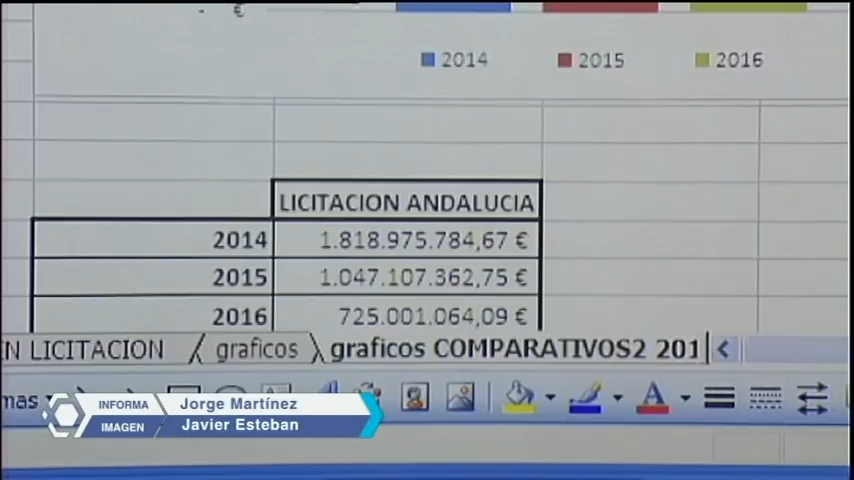 €
2014
2015
2016
LICITACION ANDALUCIA
2014 1.818.975.784,67 €
2015 1.047.107.362,75 €
2016 725.001.064,09 €
LICITACION graficos graficos COMPARATIVOS2 201
INFORMA Jorge Martínez
IMAGEN Javier Esteban